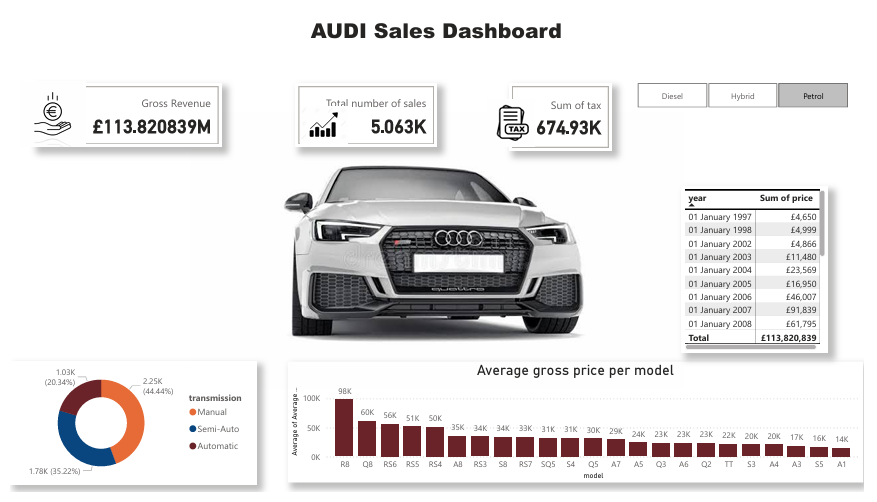 AUDI Sales Dashboard
Gross Revenue
£113.820839M
Total number of sales
5.063K
TAX
Sum of tax
674.93K
Diesel
Hybrid
Petrol
quattro
year Sum of price
01 January 1997 £4,650
01 January 1998 £4,999
01 January 2002 £4,866
01 January 2003 £11,480
01 January 2004 £23,569
01 January 2005 £16,950
01 January 2006 £46,007
01 January 2007 £91,839
01 January 2008 £61,795
Total £113,820,839
1.03K
(20.34%)
2.25K
(44.44%)
1.78K (35.22%)
transmission
Manual
Semi-Auto
Automatic
Average gross price per model
Average of Average ...
100K
50K
0K
98K 60K 56K 51K 50K 35K 34K 34K 33K 31K 31K 30K 29K 24K 23K 23K 23K 22K 20K 20K 17K 16K 14K
R8 Q8 RS6 RS5 RS4 A8 RS3 S8 RS7 SQ5 S4 Q5 A7 A5 Q3 A6 Q2 TT S3 A4 A3 S5 A1
model